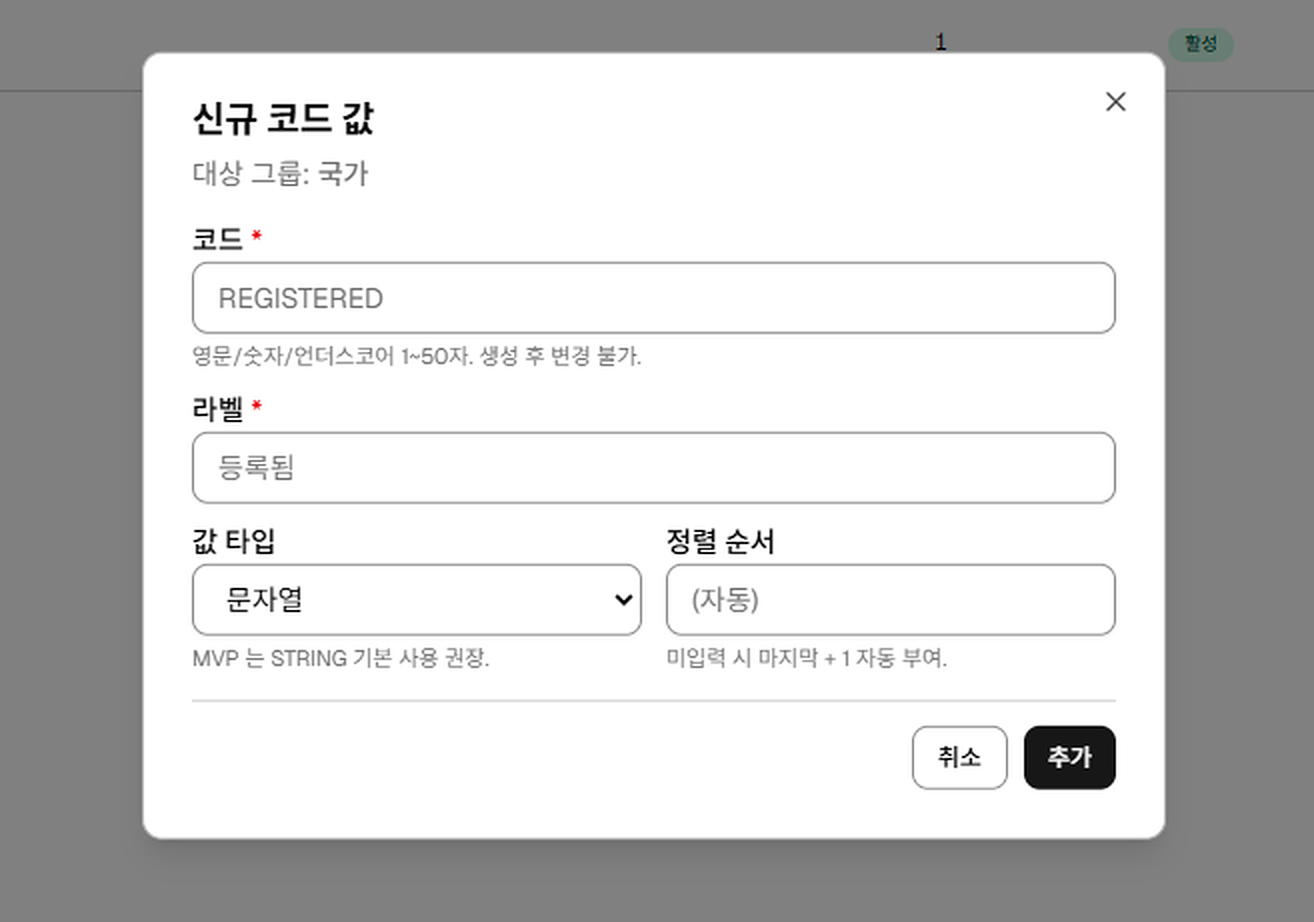 1
활성
신규 코드 값
대상 그룹: 국가
코드 *
REGISTERED
영문/숫자/언더스코어 1~50자. 생성 후 변경 불가.
라벨 *
등록됨
값 타입
정렬 순서
문자열
(자동)
MVP 는 STRING 기본 사용 권장.
미입력 시 마지막 + 1 자동 부여.
취소
추가